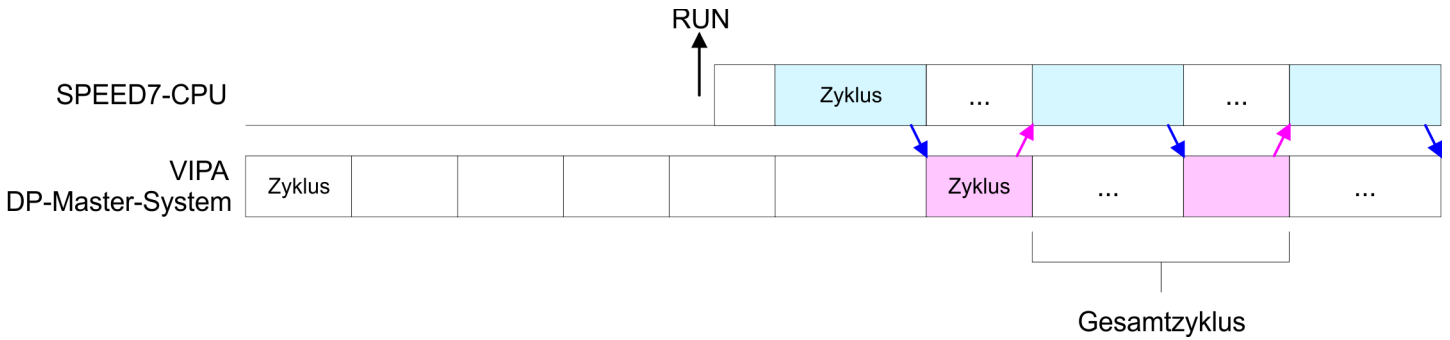 RUN
SPEED7-CPU
Zyklus
...
...
VIPA
DP-Master-System
Zyklus
Zyklus
...
...
Gesamtzyklus